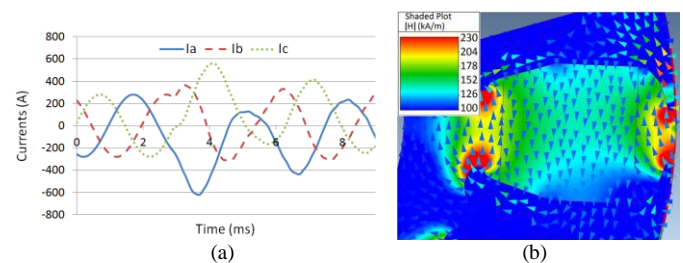 800
600
400
200
0
-200
-400
-600
-800
Currents (A)
Ia Ib Ic
0 2 4 6 8
Time (ms)
(a)
Shaded Plot
|H| (kA/m)
230
204
178
152
126
100
(b)